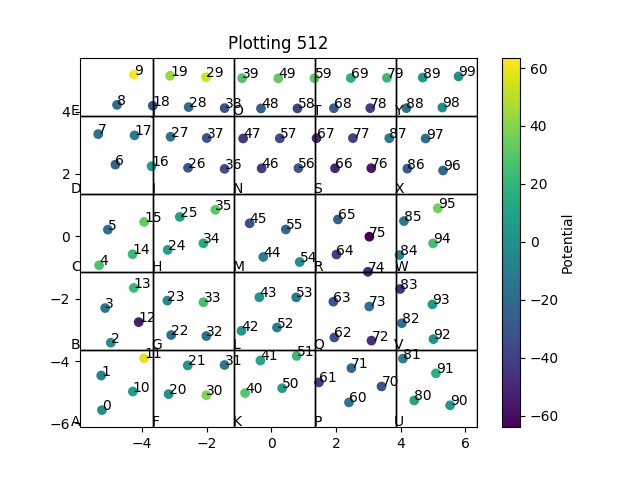 Plotting 512
9 19 29 39 49 59 69 79 89 99
8 18 28 38 48 58 68 78 88 98
4 E J O T Y
7 17 27 37 47 57 67 77 87 97
6 16 26 36 46 56 66 76 86 96
2
D I N S X
5 15 25 35 45 55 65 75 85 95
0
4 14 24 34 44 54 64 74 84 94
C H M R W
3 13 23 33 43 53 63 73 83 93
−2
2 12 22 32 42 52 62 72 82 92
B G L Q V
−4
1 11 21 31 41 51 61 71 81 91
0 10 20 30 40 50 60 70 80 90
−6 A F K P U
−4 −2 0 2 4 6
60
40
20
0
−20
−40
−60
Potential